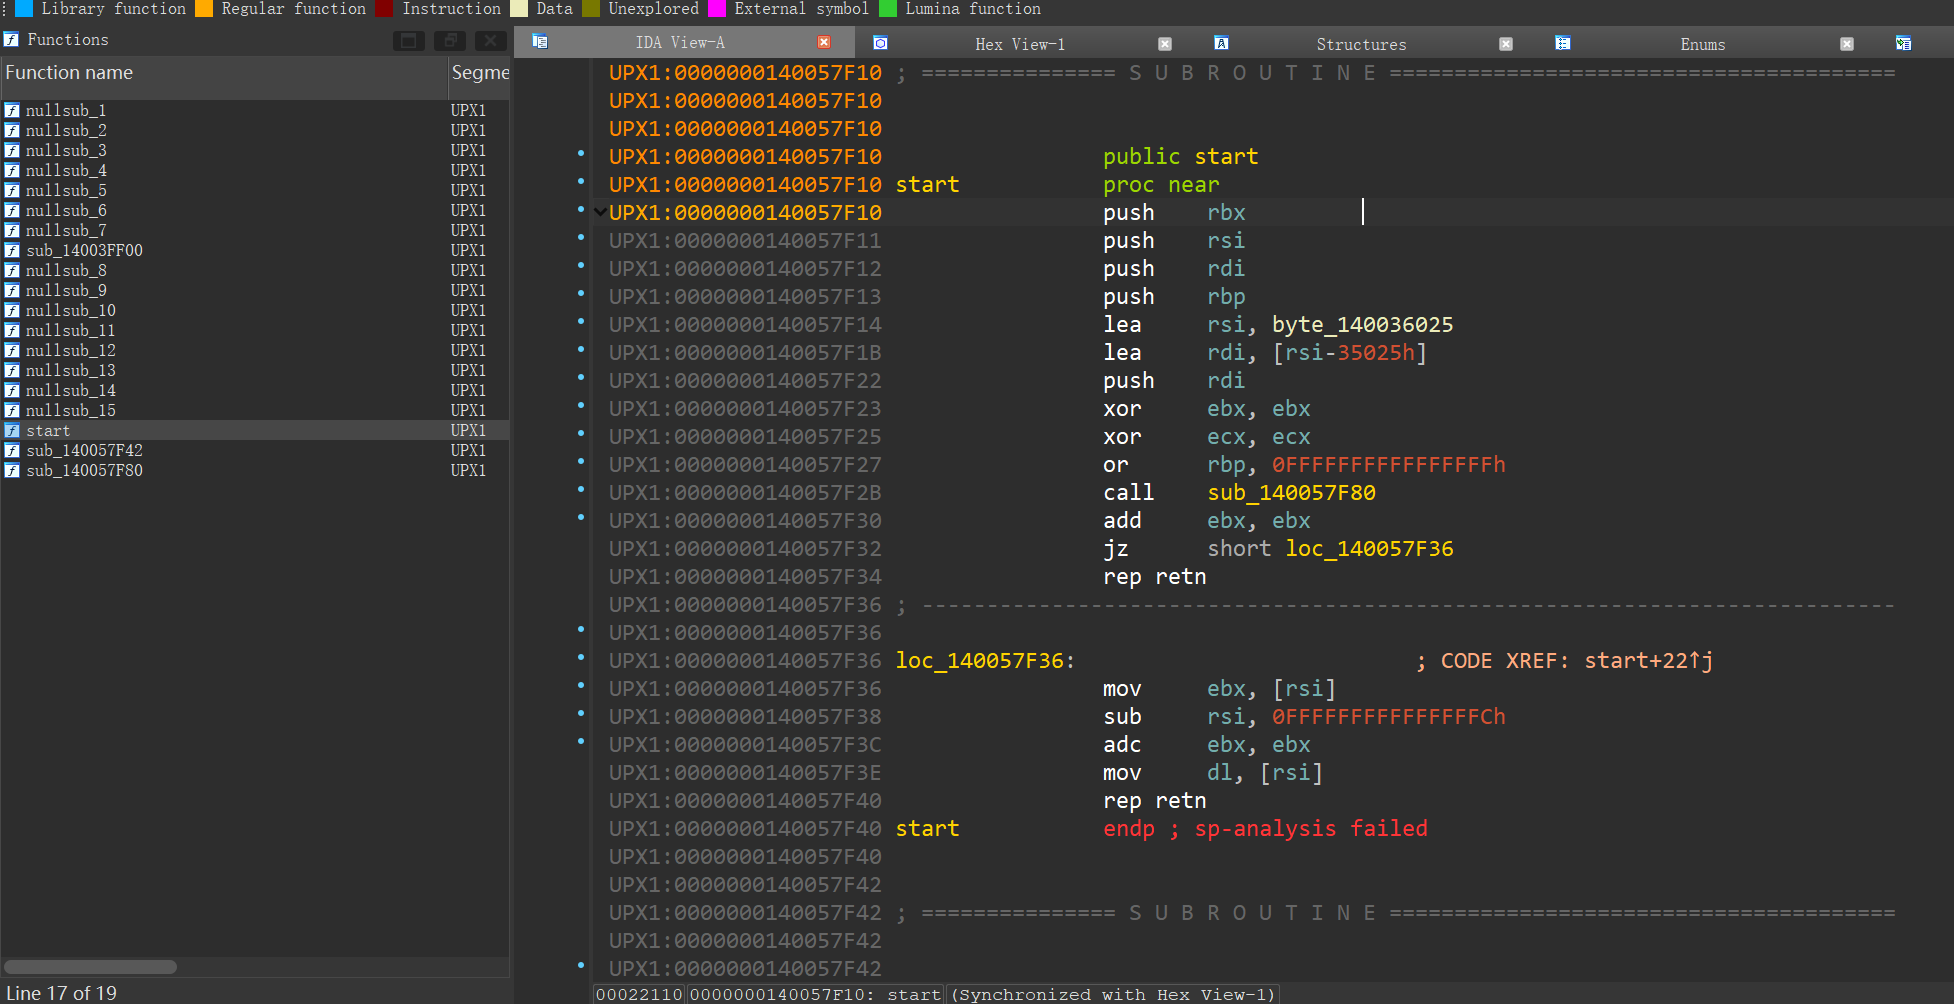 Library function Regular function Instruction Data Unexplored External symbol Lumina function
Functions
Function name Segme
nullsub_1 UPX1
nullsub_2 UPX1
nullsub_3 UPX1
nullsub_4 UPX1
nullsub_5 UPX1
nullsub_6 UPX1
nullsub_7 UPX1
sub_14003FF00 UPX1
nullsub_8 UPX1
nullsub_9 UPX1
nullsub_10 UPX1
nullsub_11 UPX1
nullsub_12 UPX1
nullsub_13 UPX1
nullsub_14 UPX1
nullsub_15 UPX1
start UPX1
sub_140057F42 UPX1
sub_140057F80 UPX1
Line 17 of 19
IDA View-A Hex View-1 Structures Enums
UPX1:0000000140057F10 ; =============== S U B R O U T I N E =======================================
UPX1:0000000140057F10
UPX1:0000000140057F10
UPX1:0000000140057F10 public start
UPX1:0000000140057F10 start proc near
UPX1:0000000140057F10 push rbx
UPX1:0000000140057F11 push rsi
UPX1:0000000140057F12 push rdi
UPX1:0000000140057F13 push rbp
UPX1:0000000140057F14 lea rsi, byte_140036025
UPX1:0000000140057F1B lea rdi, [rsi-35025h]
UPX1:0000000140057F22 push rdi
UPX1:0000000140057F23 xor ebx, ebx
UPX1:0000000140057F25 xor ecx, ecx
UPX1:0000000140057F27 or rbp, 0FFFFFFFFFFFFFFFFh
UPX1:0000000140057F2B call sub_140057F80
UPX1:0000000140057F30 add ebx, ebx
UPX1:0000000140057F32 jz short loc_140057F36
UPX1:0000000140057F34 rep retn
UPX1:0000000140057F36 ; ---------------------------------------------------------------------------
UPX1:0000000140057F36
UPX1:0000000140057F36 loc_140057F36: ; CODE XREF: start+22↑j
UPX1:0000000140057F36 mov ebx, [rsi]
UPX1:0000000140057F38 sub rsi, 0FFFFFFFFFFFFFFFCh
UPX1:0000000140057F3C adc ebx, ebx
UPX1:0000000140057F3E mov dl, [rsi]
UPX1:0000000140057F40 rep retn
UPX1:0000000140057F40 start endp ; sp-analysis failed
UPX1:0000000140057F40
UPX1:0000000140057F42
UPX1:0000000140057F42 ; =============== S U B R O U T I N E =======================================
UPX1:0000000140057F42
UPX1:0000000140057F42
00022110 0000000140057F10: start (Synchronized with Hex View-1)